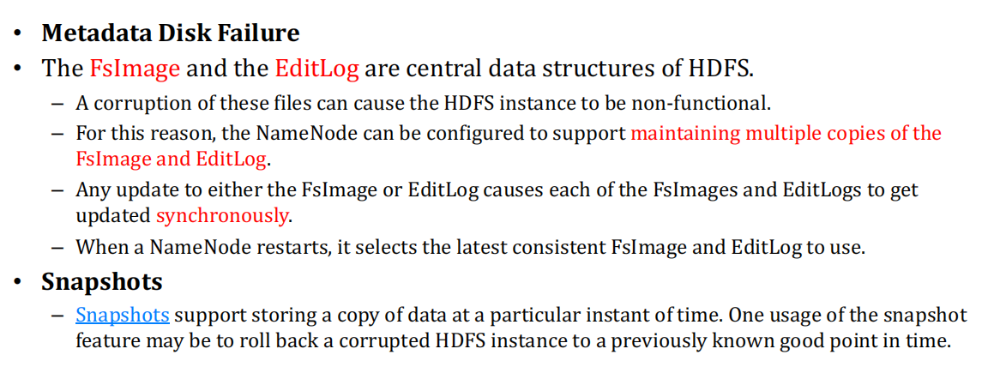 • Metadata Disk Failure
• The FsImage and the EditLog are central data structures of HDFS.
– A corruption of these files can cause the HDFS instance to be non-functional.
– For this reason, the NameNode can be configured to support maintaining multiple copies of the
FsImage and EditLog.
– Any update to either the FsImage or EditLog causes each of the FsImages and EditLogs to get
updated synchronously.
– When a NameNode restarts, it selects the latest consistent FsImage and EditLog to use.
• Snapshots
– Snapshots support storing a copy of data at a particular instant of time. One usage of the snapshot
feature may be to roll back a corrupted HDFS instance to a previously known good point in time.